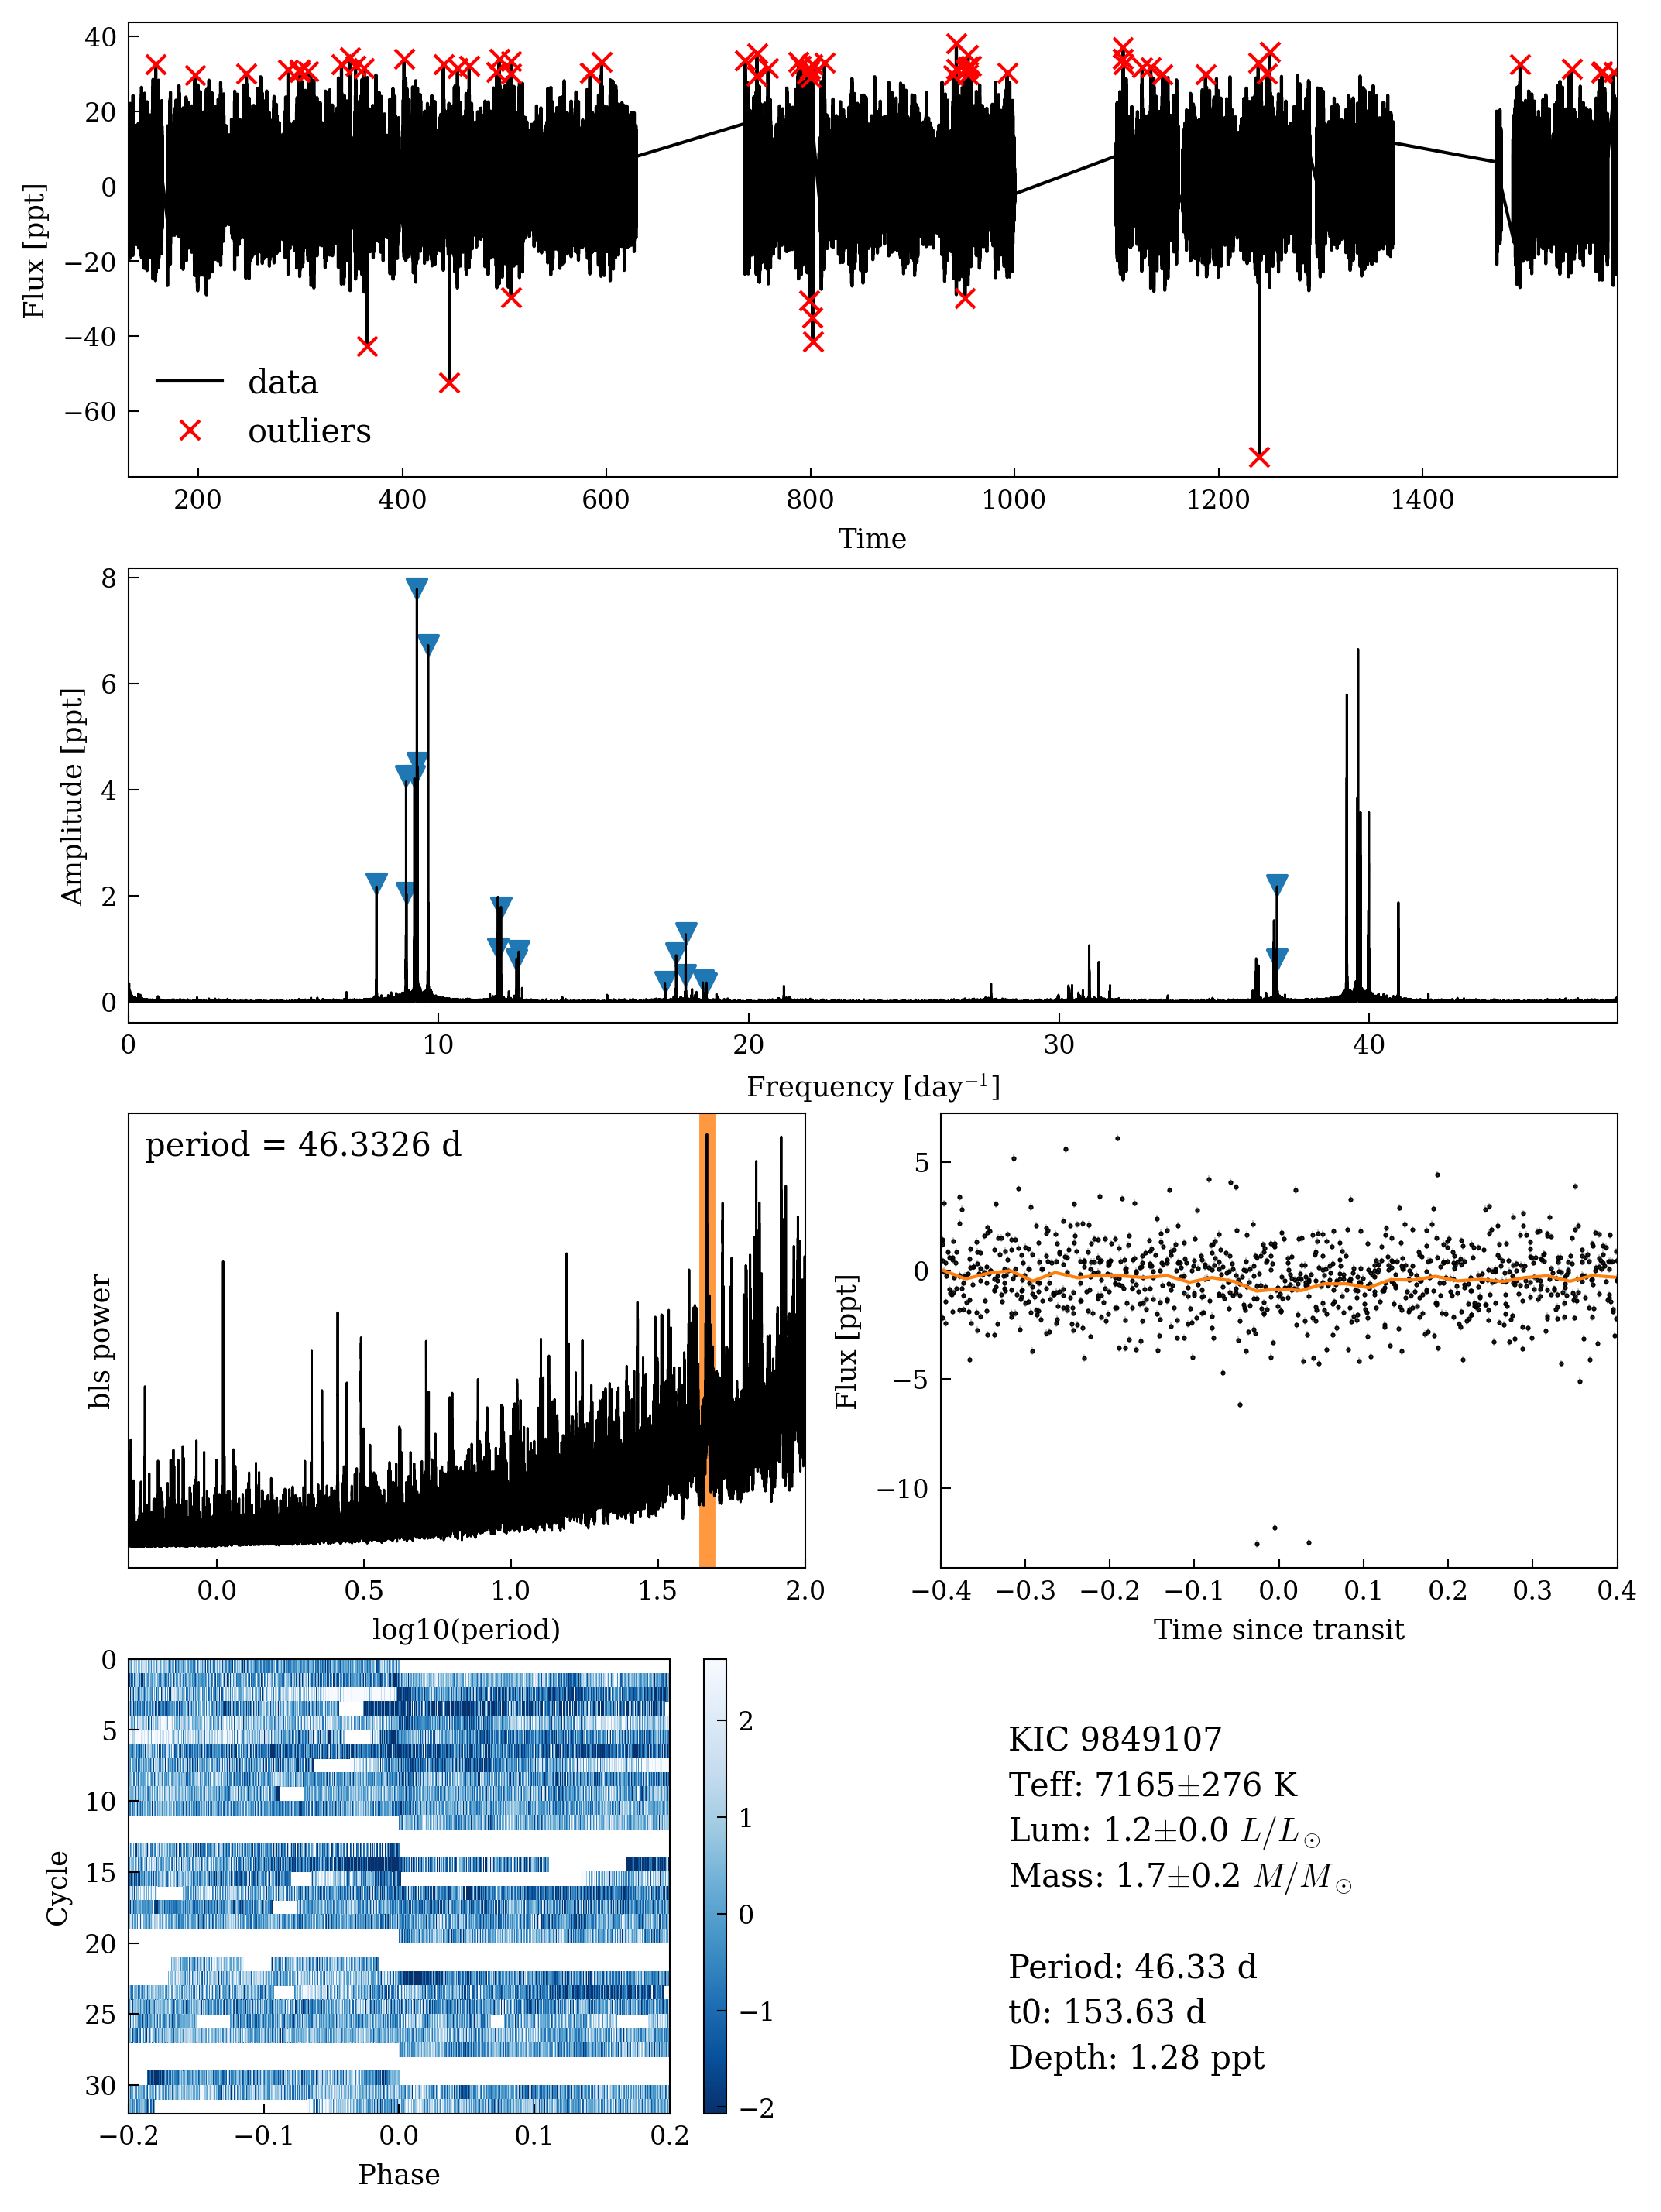 40
20
0
−20
−40
−60
Flux [ppt]
data
outliers
200 400 600 800 1000 1200 1400
Time
8
6
4
2
0
Amplitude [ppt]
0 10 20 30 40
Frequency [day⁻¹]
period = 46.3326 d
bls power
0.0 0.5 1.0 1.5 2.0
log10(period)
5
0
−5
−10
Flux [ppt]
−0.4 −0.3 −0.2 −0.1 0.0 0.1 0.2 0.3 0.4
Time since transit
0
5
10
15
20
25
30
Cycle
−0.2 −0.1 0.0 0.1 0.2
Phase
2
1
0
−1
−2
KIC 9849107
Teff: 7165±276 K
Lum: 1.2±0.0 L/L⊙
Mass: 1.7±0.2 M/M⊙
Period: 46.33 d
t0: 153.63 d
Depth: 1.28 ppt